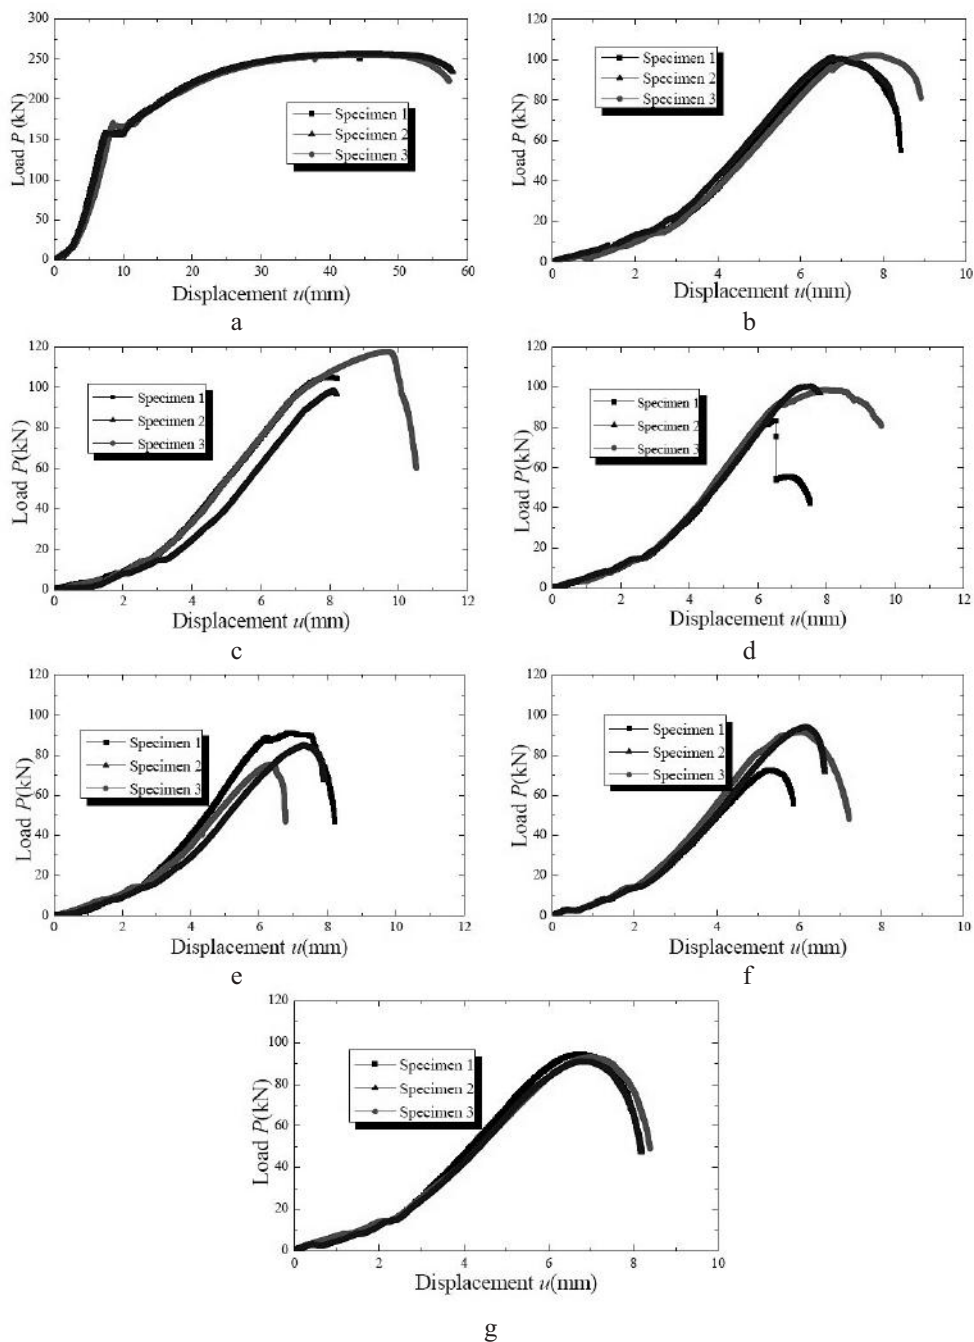 300
250
200
150
100
50
0
Load P (kN)
Specimen 1
Specimen 2
Specimen 3
0 10 20 30 40 50 60
Displacement u(mm)
a
120
100
80
60
40
20
0
Load P(kN)
Specimen 1
Specimen 2
Specimen 3
0 2 4 6 8 10
Displacement u(mm)
b
120
100
80
60
40
20
0
Load P(kN)
Specimen 1
Specimen 2
Specimen 3
0 2 4 6 8 10 12
Displacement u(mm)
c
120
100
80
60
40
20
0
Load P(kN)
Specimen 1
Specimen 2
Specimen 3
0 2 4 6 8 10 12
Displacement u(mm)
d
120
100
80
60
40
20
0
Load P(kN)
Specimen 1
Specimen 2
Specimen 3
0 2 4 6 8 10 12
Displacement u(mm)
e
120
100
80
60
40
20
0
Load P(kN)
Specimen 1
Specimen 2
Specimen 3
0 2 4 6 8 10
Displacement u(mm)
f
120
100
80
60
40
20
0
Load P(kN)
Specimen 1
Specimen 2
Specimen 3
0 2 4 6 8 10
Displacement u(mm)
g